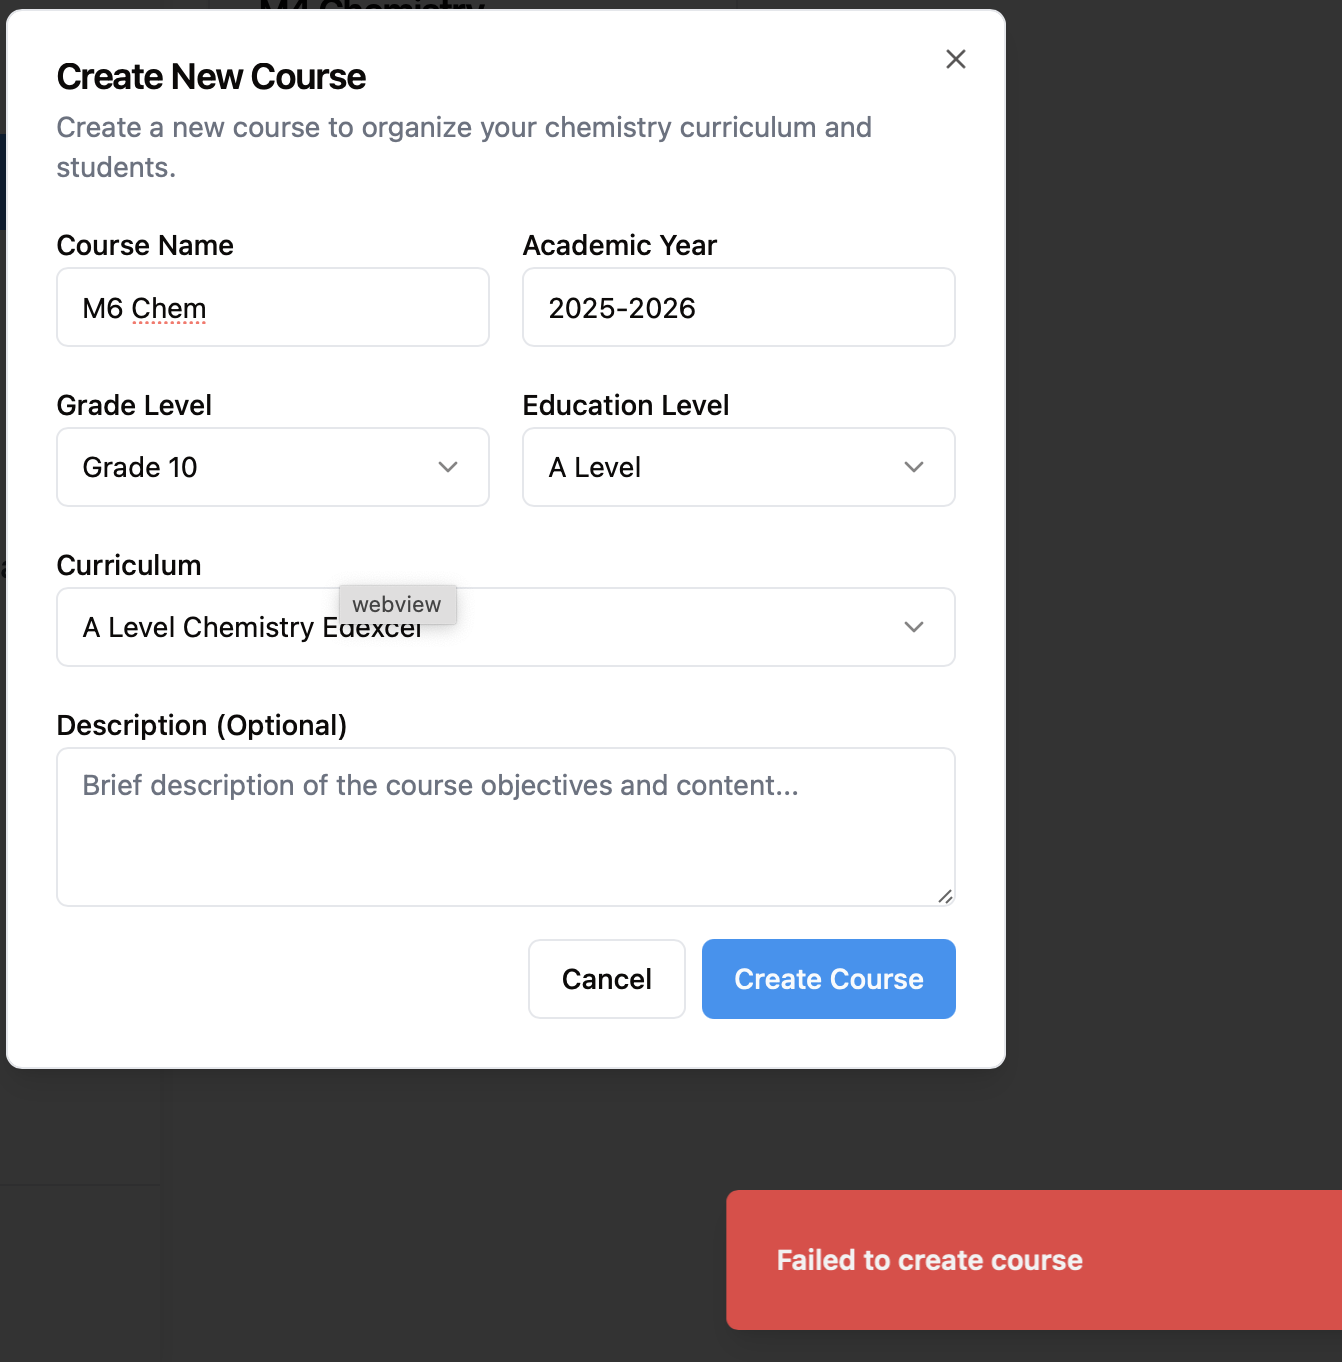 M4 Chemistry
Create New Course
Create a new course to organize your chemistry curriculum and
students.
Course Name
Academic Year
M6 Chem
2025-2026
Grade Level
Education Level
Grade 10
A Level
Curriculum
webview
A Level Chemistry Edexcel
Description (Optional)
Brief description of the course objectives and content...
Cancel
Create Course
Failed to create course